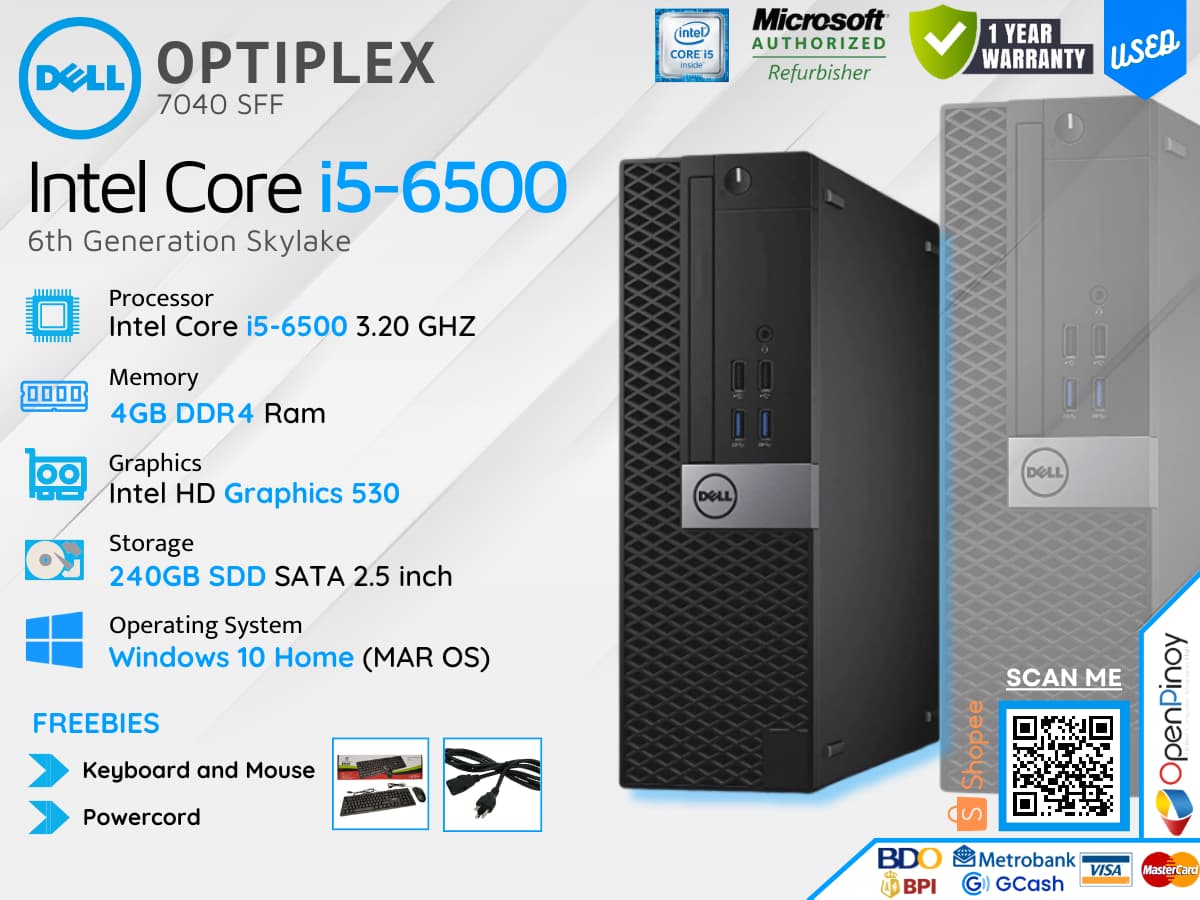 DELL
OPTIPLEX
7040 SFF
intel
CORE i5
inside
Microsoft
AUTHORIZED
Refurbisher
1 YEAR
WARRANTY
USED
Intel Core i5-6500
6th Generation Skylake
Processor
Intel Core i5-6500 3.20 GHZ
Memory
4GB DDR4 Ram
Graphics
Intel HD Graphics 530
Storage
240GB SDD SATA 2.5 inch
Operating System
Windows 10 Home (MAR OS)
FREEBIES
Keyboard and Mouse
Powercord
DELL
DELL
SCAN ME
Shopee
OpenPinoy
BDO
Metrobank
VISA
MasterCard
BPI
GCash